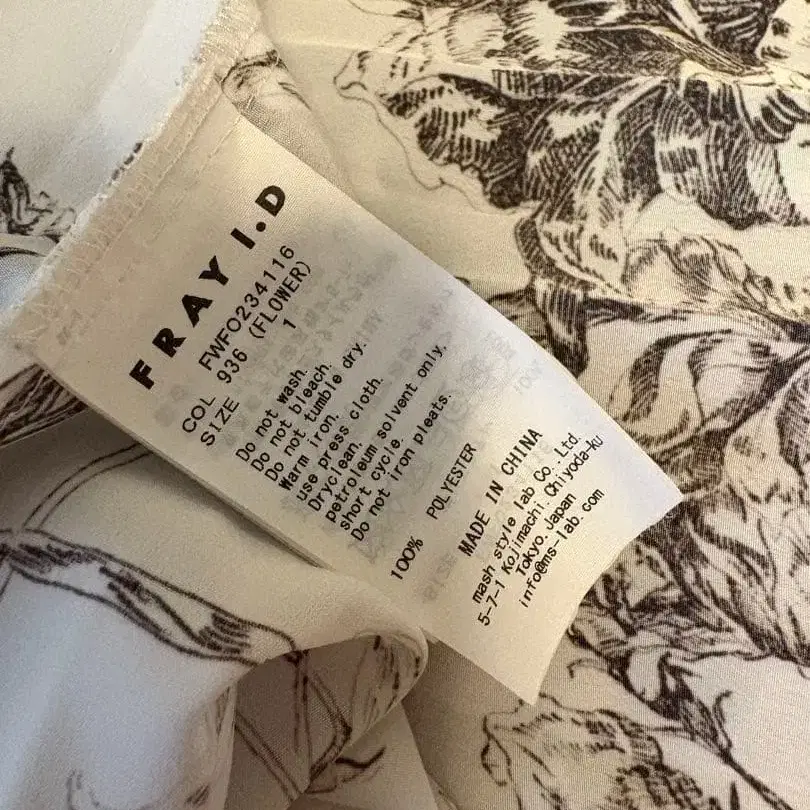 FRAY I.D
FWFO234116
COL 936 (FLOWER)
SIZE 1
Do not wash.
Do not bleach.
Do not tumble dry.
Warm iron.
use press cloth.
Dryclean.
petroleum solvent only.
short cycle.
Do not iron pleats.
100% POLYESTER
MADE IN CHINA
mash style lab Co., Ltd.
5-7-1 Kojimachi, Chiyoda-ku
Tokyo, Japan
info@ms-lab.com